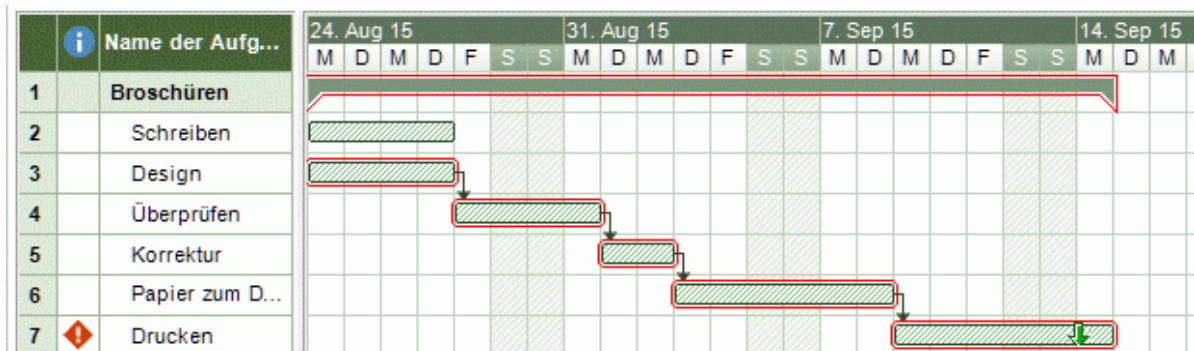 Name der Aufg...
24. Aug 15 31. Aug 15 7. Sep 15 14. Sep 15
M D M D F S S M D M D F S S M D M D F S S M D M
1 Broschüren
2 Schreiben
3 Design
4 Überprüfen
5 Korrektur
6 Papier zum D...
7 Drucken